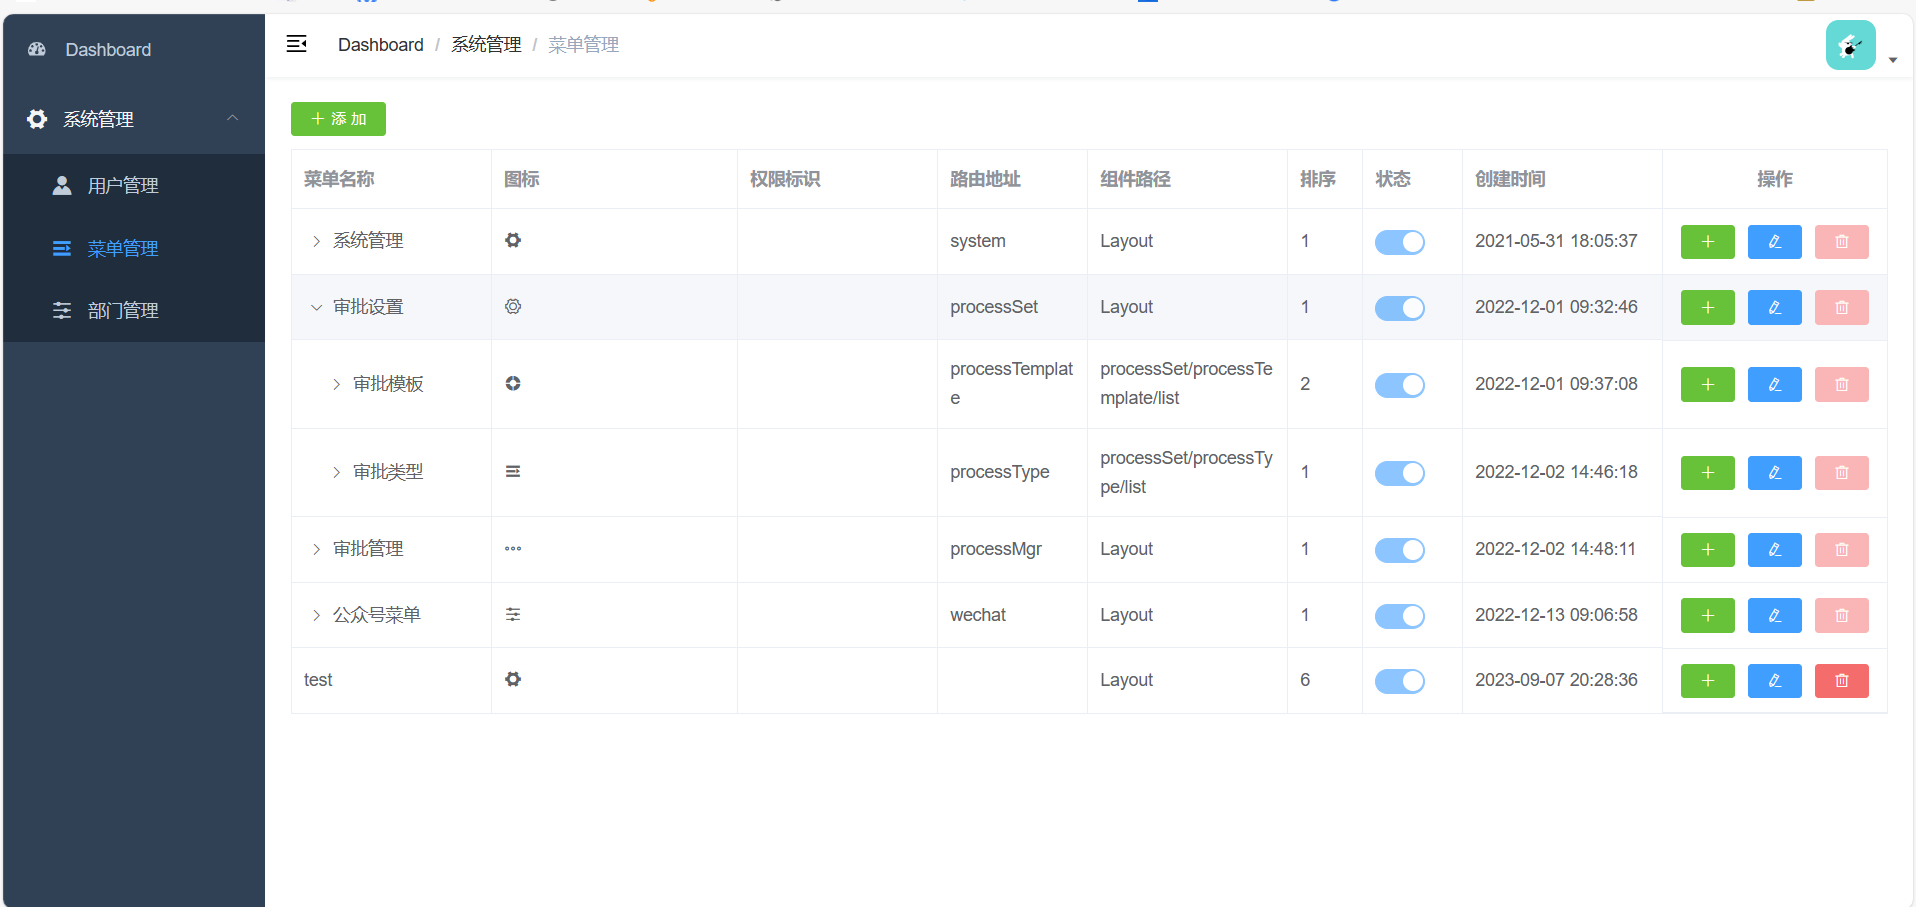 Dashboard
系统管理
用户管理
菜单管理
部门管理
Dashboard / 系统管理 / 菜单管理
添 加
菜单名称 图标 权限标识 路由地址 组件路径 排序 状态 创建时间 操作
系统管理 system Layout 1 2021-05-31 18:05:37
审批设置 processSet Layout 1 2022-12-01 09:32:46
审批模板 processTemplat
e processSet/processTe
mplate/list 2 2022-12-01 09:37:08
审批类型 processType processSet/processTy
pe/list 1 2022-12-02 14:46:18
审批管理 processMgr Layout 1 2022-12-02 14:48:11
公众号菜单 wechat Layout 1 2022-12-13 09:06:58
test Layout 6 2023-09-07 20:28:36